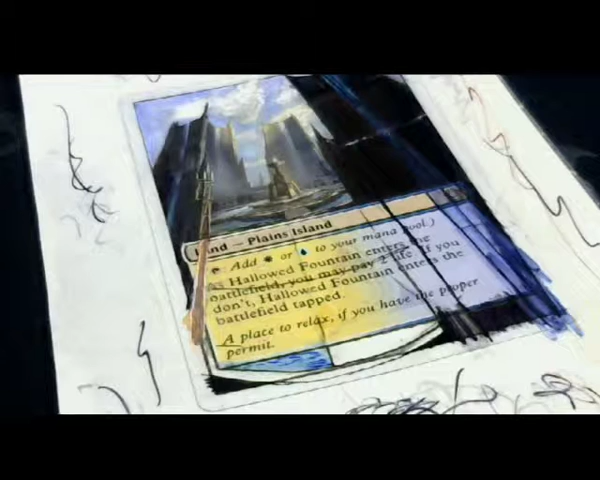 Land — Plains Island
: Add or to your mana pool.)
As Hallowed Fountain enters the
battlefield, you may pay 2 life. If you
don't, Hallowed Fountain enters the
battlefield tapped.
A place to relax, if you have the proper
permit.